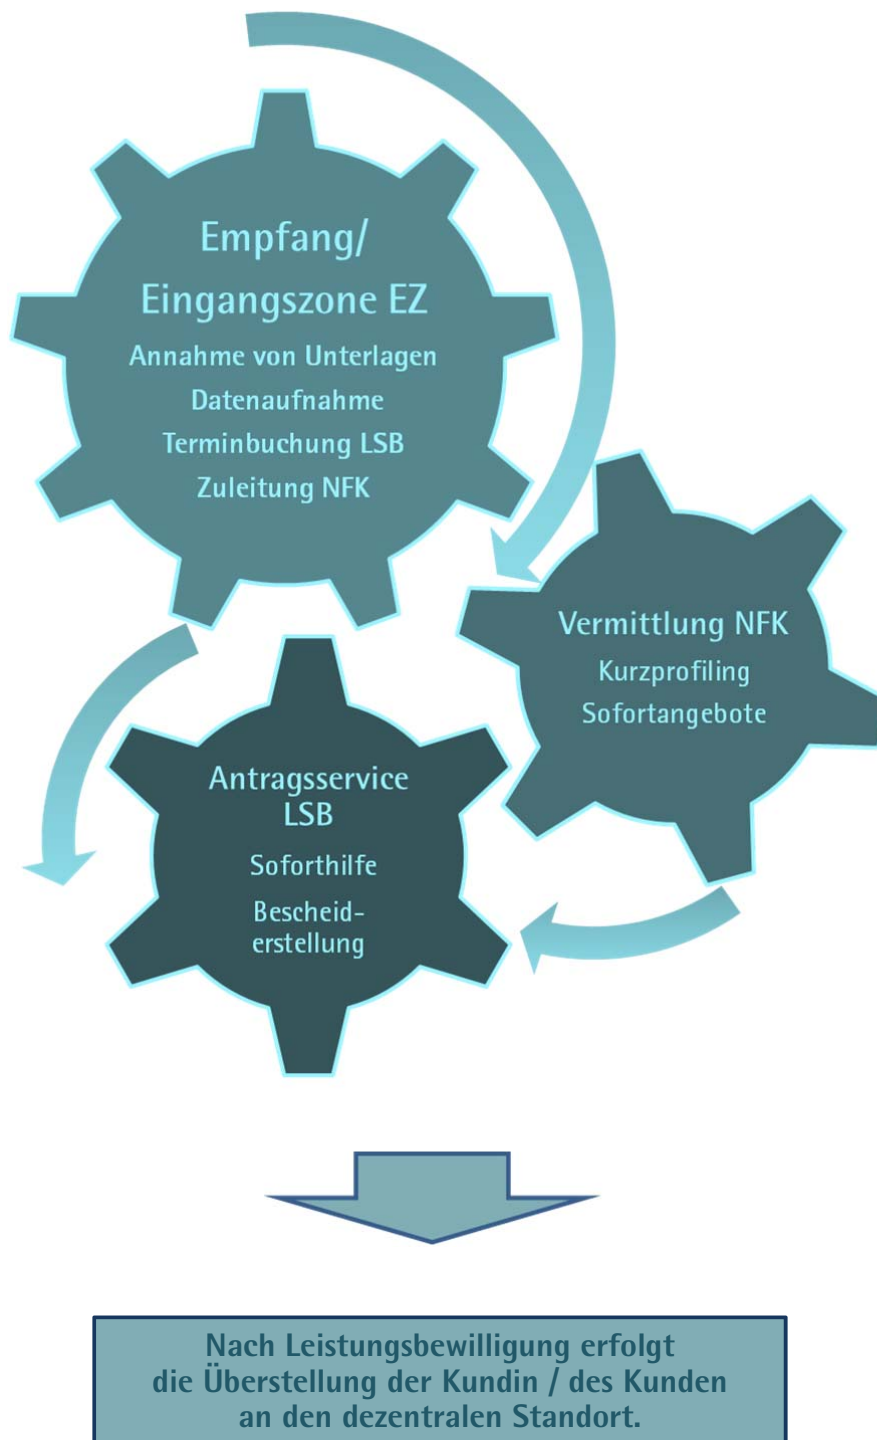 Empfang/
Eingangszone EZ
Annahme von Unterlagen
Datenaufnahme
Terminbuchung LSB
Zuleitung NFK
Vermittlung NFK
Kurzprofiling
Sofortangebote
Antragsservice
LSB
Soforthilfe
Bescheid-
erstellung
Nach Leistungsbewilligung erfolgt
die Überstellung der Kundin / des Kunden
an den dezentralen Standort.